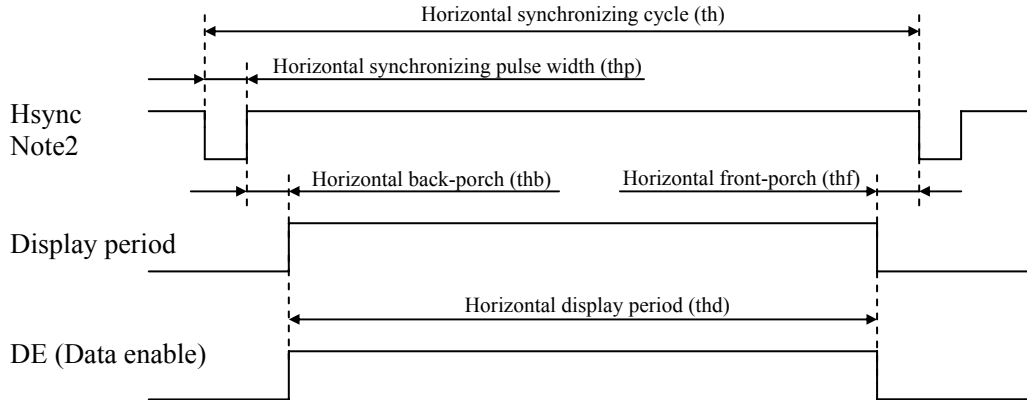 Horizontal synchronizing cycle (th)
Horizontal synchronizing pulse width (thp)
Hsync
Note2
Horizontal back-porch (thb)
Horizontal front-porch (thf)
Display period
Horizontal display period (thd)
DE (Data enable)